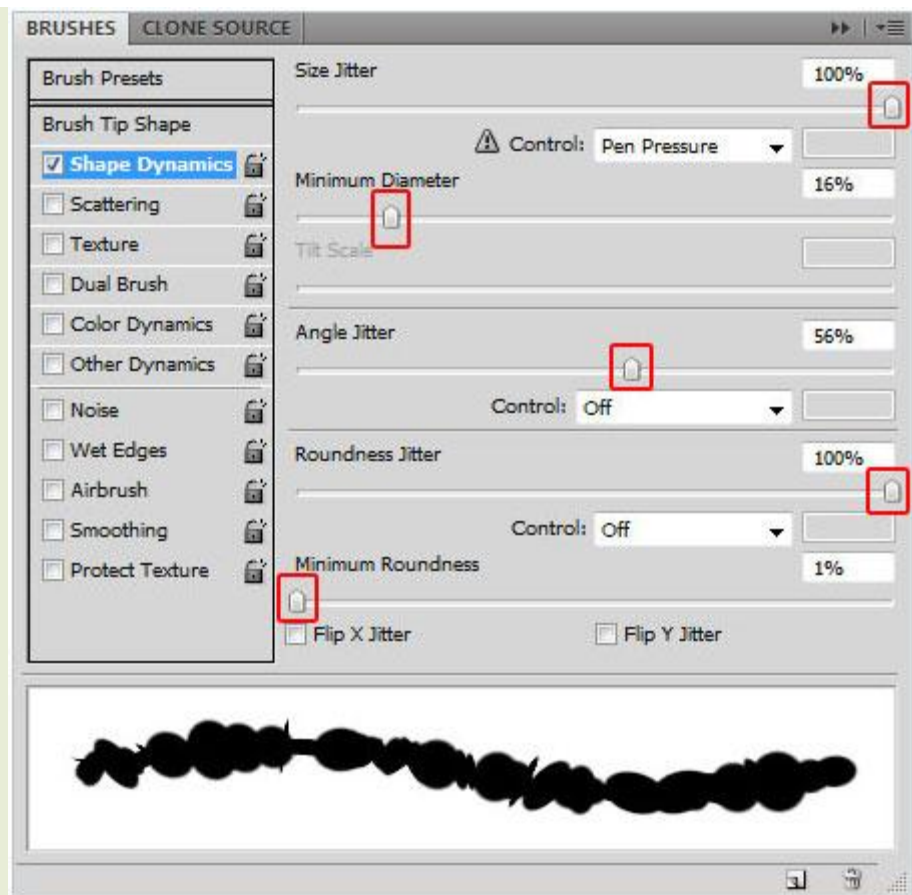 BRUSHES CLONE SOURCE
Brush Presets
Brush Tip Shape
Shape Dynamics
Scattering
Texture
Dual Brush
Color Dynamics
Other Dynamics
Noise
Wet Edges
Airbrush
Smoothing
Protect Texture
Size Jitter 100%
Control: Pen Pressure
Minimum Diameter 16%
Tilt Scale
Angle Jitter 56%
Control: Off
Roundness Jitter 100%
Control: Off
Minimum Roundness 1%
Flip X Jitter Flip Y Jitter